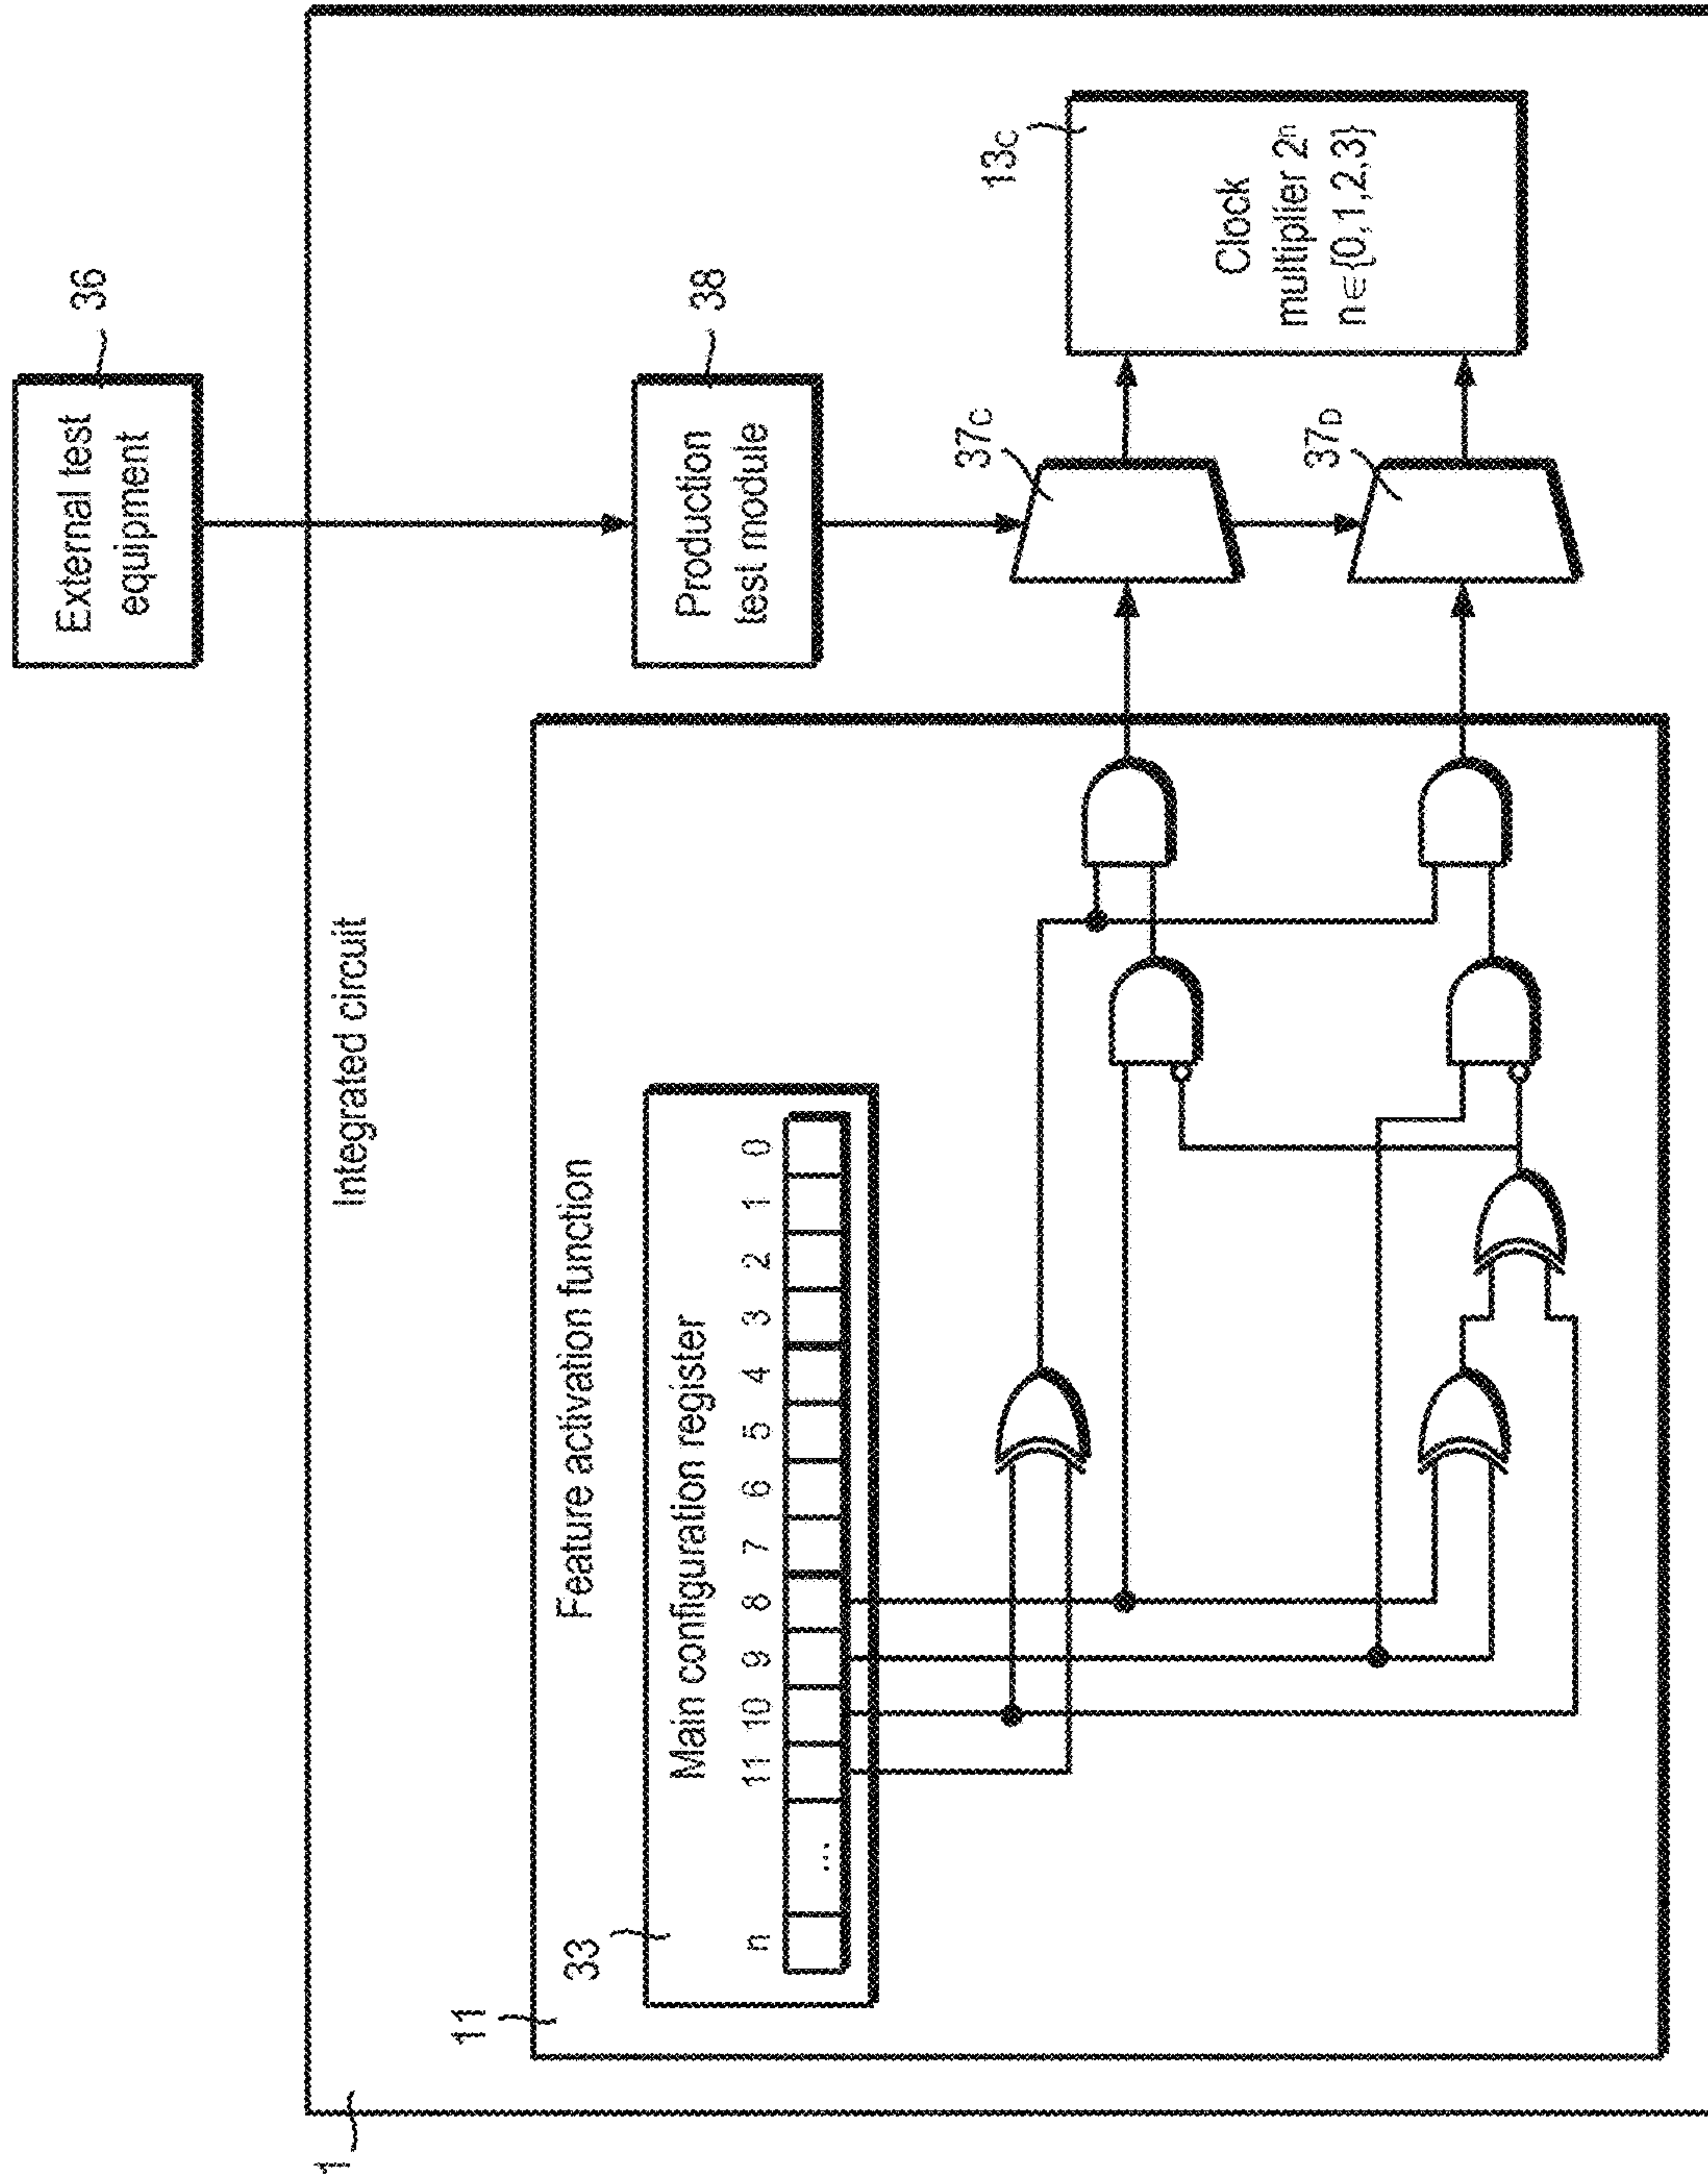 External test
equipment
36
Integrated circuit
1
Production
test module
38
Feature activation function
11
Main configuration register
33
n ... 11 10 9 8 7 6 5 4 3 2 1 0
37C
37D
13C
Clock
multiplier 2ⁿ
n∈{0,1,2,3}